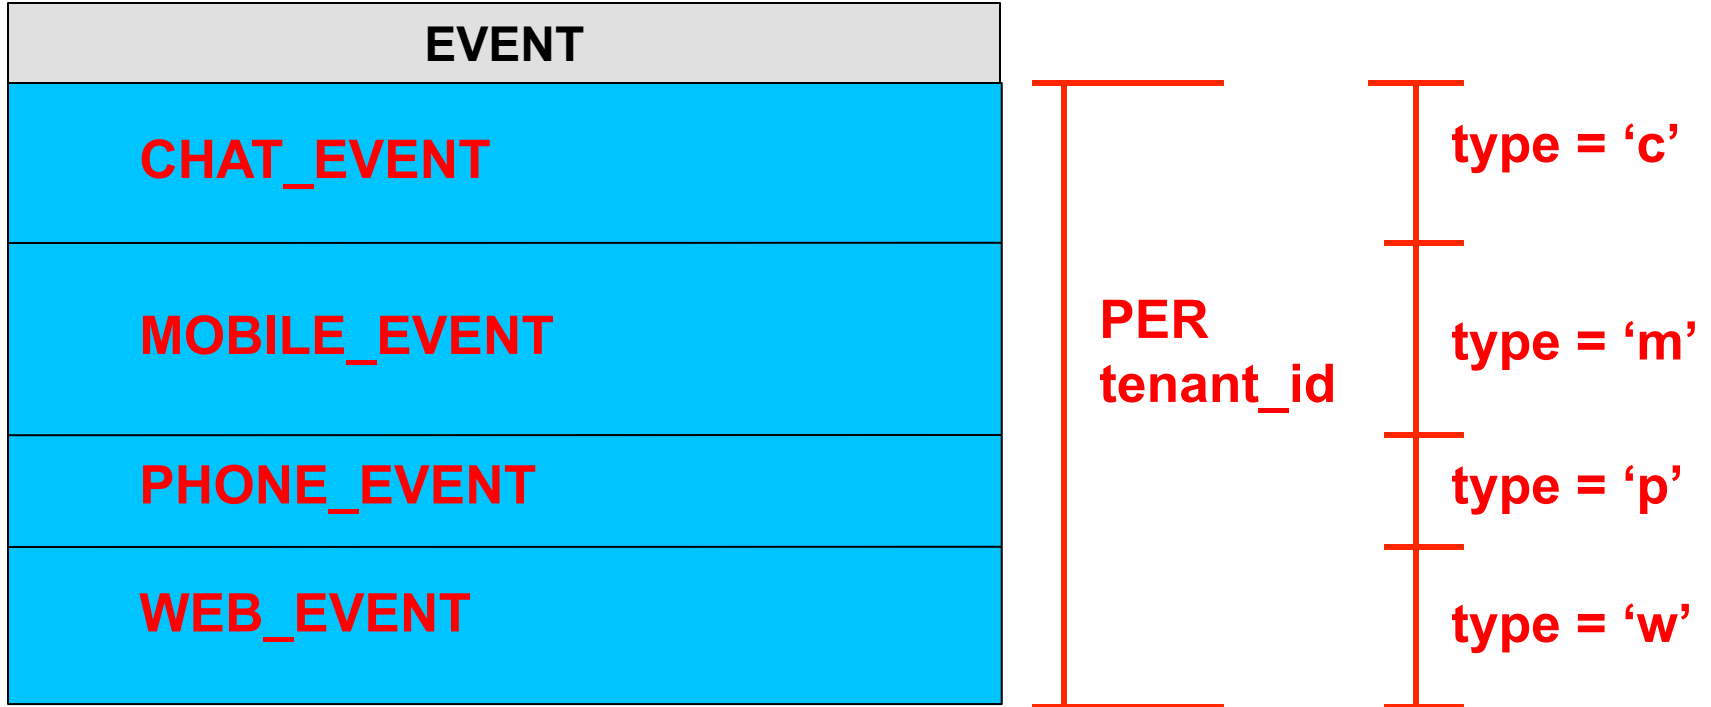 EVENT
CHAT_EVENT
MOBILE_EVENT
PHONE_EVENT
WEB_EVENT
PER
tenant_id
type = ‘c’
type = ‘m’
type = ‘p’
type = ‘w’